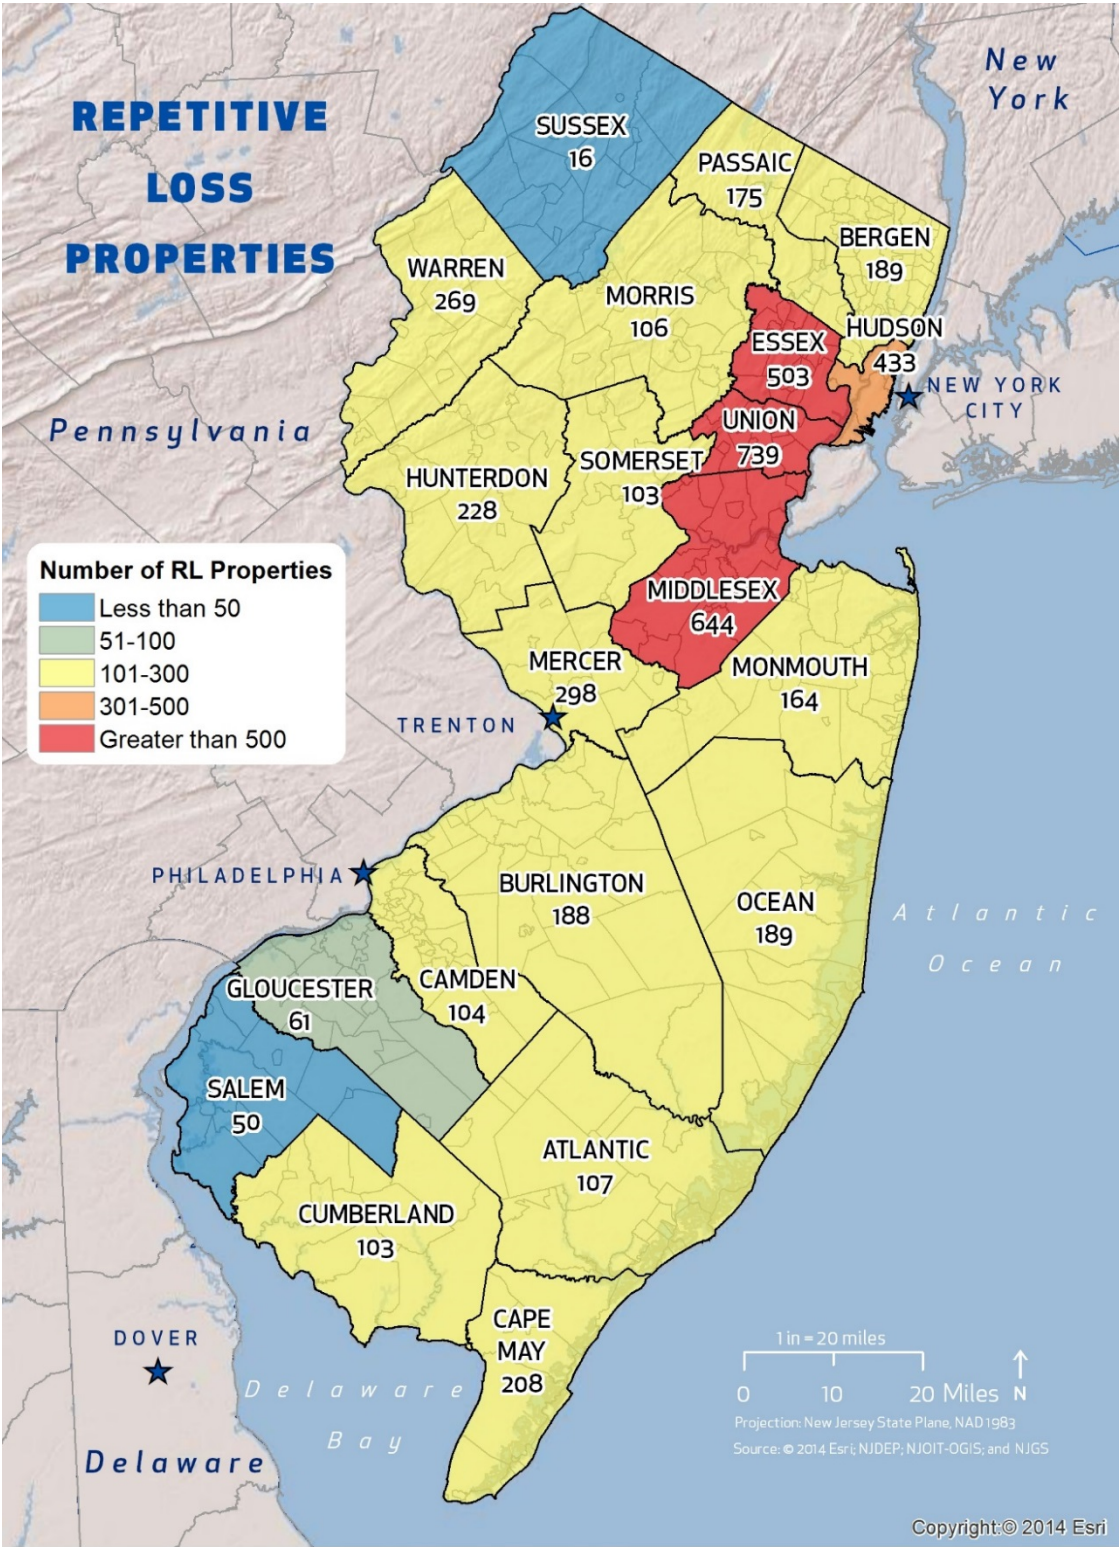 REPETITIVE
LOSS
PROPERTIES
New
York
SUSSEX
16
PASSAIC
175
BERGEN
189
WARREN
269
MORRIS
106
HUDSON
433
ESSEX
503
NEW YORK
CITY
UNION
739
Pennsylvania
SOMERSET
103
HUNTERDON
228
Number of RL Properties
Less than 50
51-100
101-300
301-500
Greater than 500
MIDDLESEX
644
MERCER
298
MONMOUTH
164
TRENTON
PHILADELPHIA
BURLINGTON
188
OCEAN
189
Atlantic
Ocean
GLOUCESTER
61
CAMDEN
104
SALEM
50
ATLANTIC
107
CUMBERLAND
103
CAPE
MAY
208
DOVER
Delaware
Bay
Delaware
1 in = 20 miles
0 10 20 Miles N
Projection: New Jersey State Plane, NAD 1983
Source: © 2014 Esri; NJDEP; NJOIT-OGIS; and NJGS
Copyright:© 2014 Esri